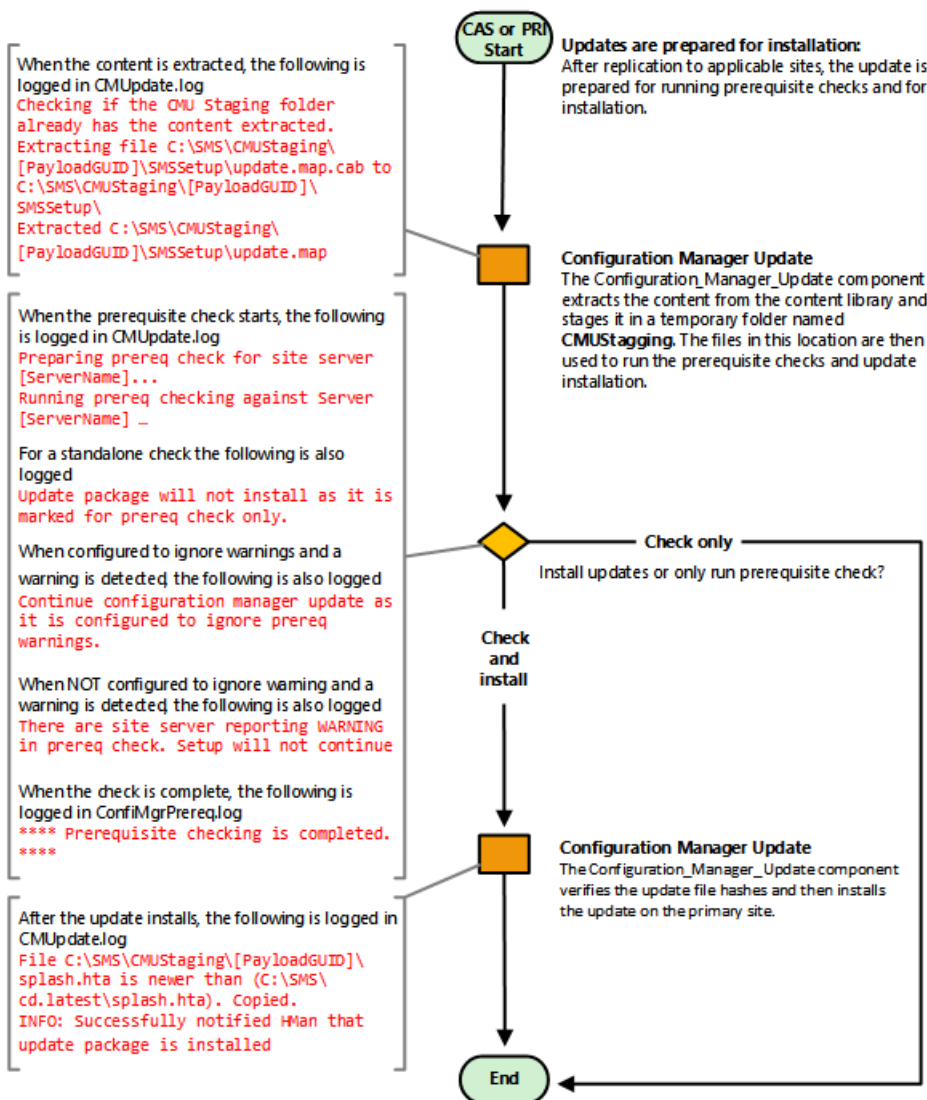 CAS or PRI
Start
Updates are prepared for installation:
After replication to applicable sites, the update is
prepared for running prerequisite checks and for
installation.
When the content is extracted, the following is
logged in CMUpdate.log
Checking if the CMU Staging folder
already has the content extracted.
Extracting file C:\SMS\CMUStaging\
[PayloadGUID]\SMSSetup\update.map.cab to
C:\SMS\CMUStaging\[PayloadGUID]\
SMSSetup\
Extracted C:\SMS\CMUStaging\
[PayloadGUID]\SMSSetup\update.map
Configuration Manager Update
The Configuration_Manager_Update component
extracts the content from the content library and
stages it in a temporary folder named
CMUStagging. The files in this location are then
used to run the prerequisite checks and update
installation.
When the prerequisite check starts, the following
is logged in CMUpdate.log
Preparing prereq check for site server
[ServerName]...
Running prereq checking against Server
[ServerName] …
For a standalone check the following is also
logged
Update package will not install as it is
marked for prereq check only.
When configured to ignore warnings and a
warning is detected, the following is also logged
Continue configuration manager update as
it is configured to ignore prereq
warnings.
When NOT configured to ignore warning and a
warning is detected, the following is also logged
There are site server reporting WARNING
in prereq check. Setup will not continue
When the check is complete, the following is
logged in ConfiMgrPrereq.log
**** Prerequisite checking is completed.
****
Check only
Install updates or only run prerequisite check?
Check
and
install
Configuration Manager Update
The Configuration_Manager_Update component
verifies the update file hashes and then installs
the update on the primary site.
After the update installs, the following is logged in
CMUpdate.log
File C:\SMS\CMUStaging\[PayloadGUID]\
splash.hta is newer than (C:\SMS\
cd.latest\splash.hta). Copied.
INFO: Successfully notified HMan that
update package is installed
End